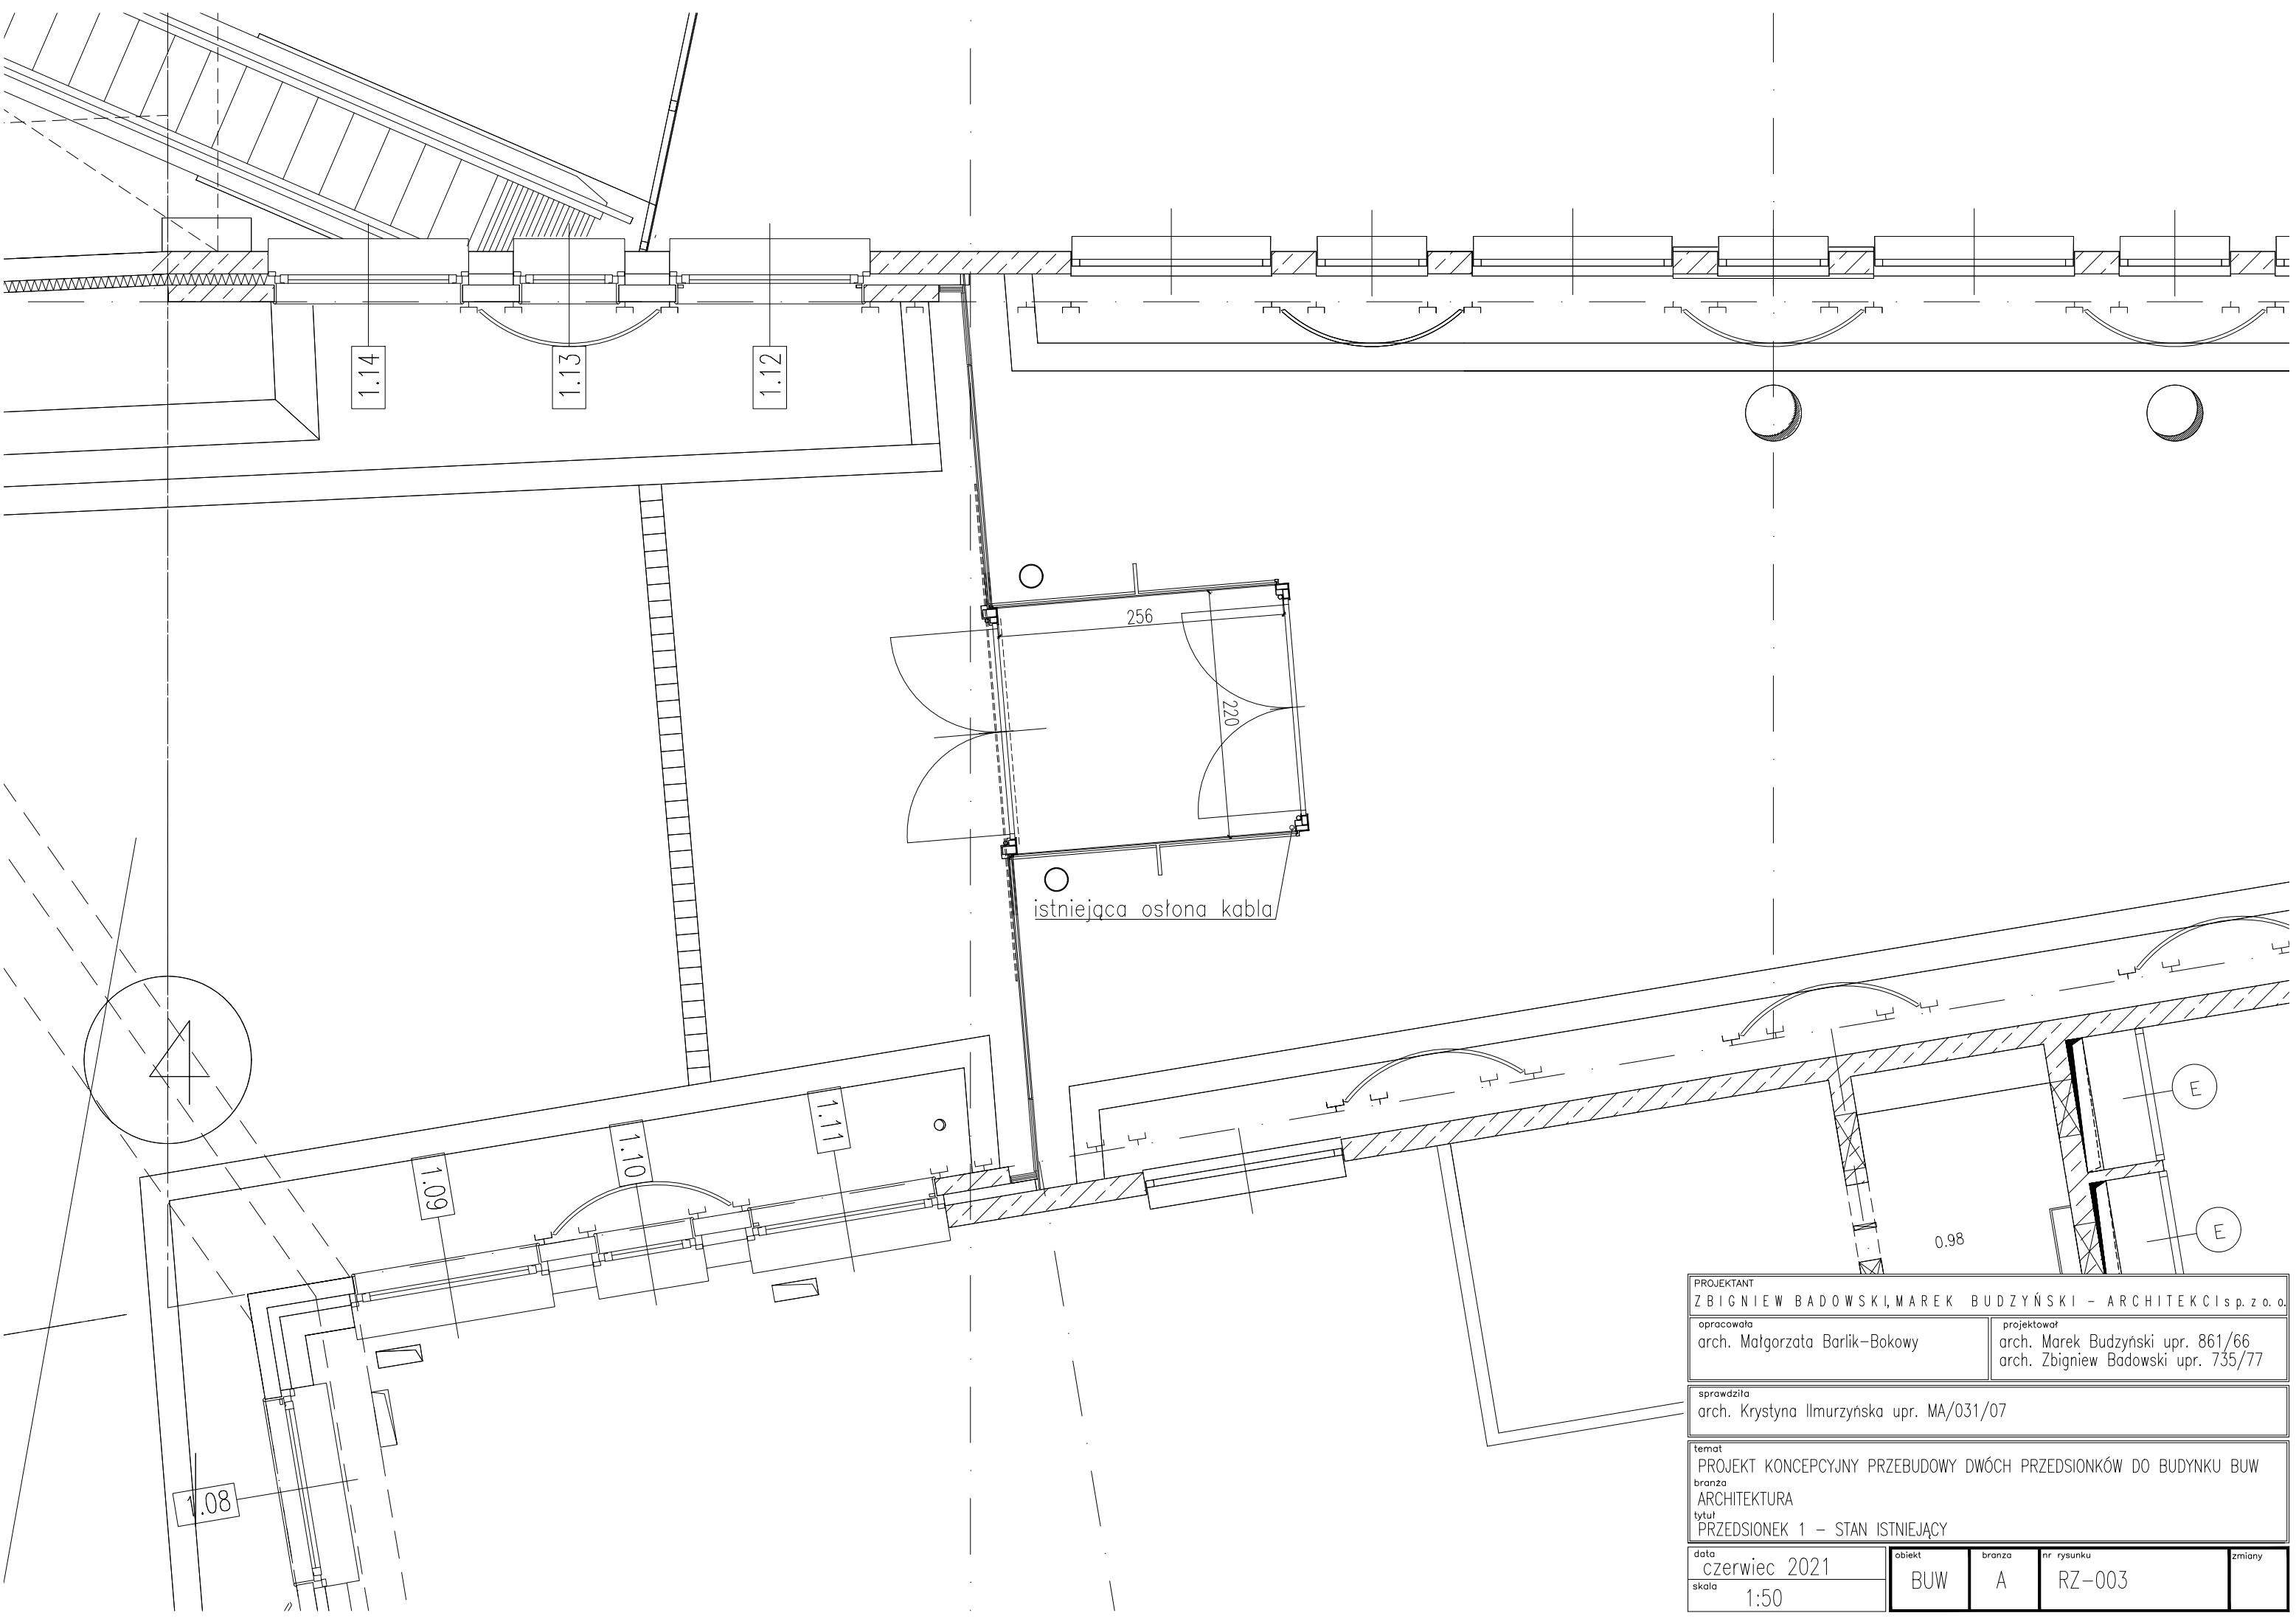 1.14
1.13
1.12
256
220
istniejąca osłona kabla
1.11
1.10
1.09
1.08
E
E
0.98
PROJEKTANT
ZBIGNIEW BADOWSKI, MAREK BUDZYŃSKI – ARCHITEKCI sp. z o. o.
opracowała
arch. Małgorzata Barlik–Bokowy
projektował
arch. Marek Budzyński upr. 861/66
arch. Zbigniew Badowski upr. 735/77
sprawdziła
arch. Krystyna Ilmurzyńska upr. MA/031/07
temat
PROJEKT KONCEPCYJNY PRZEBUDOWY DWÓCH PRZEDSIONKÓW DO BUDYNKU BUW
branża
ARCHITEKTURA
tytuł
PRZEDSIONEK 1 – STAN ISTNIEJĄCY
data
czerwiec 2021
skala
1:50
obiekt
BUW
branza
A
nr rysunku
RZ–003
zmiany